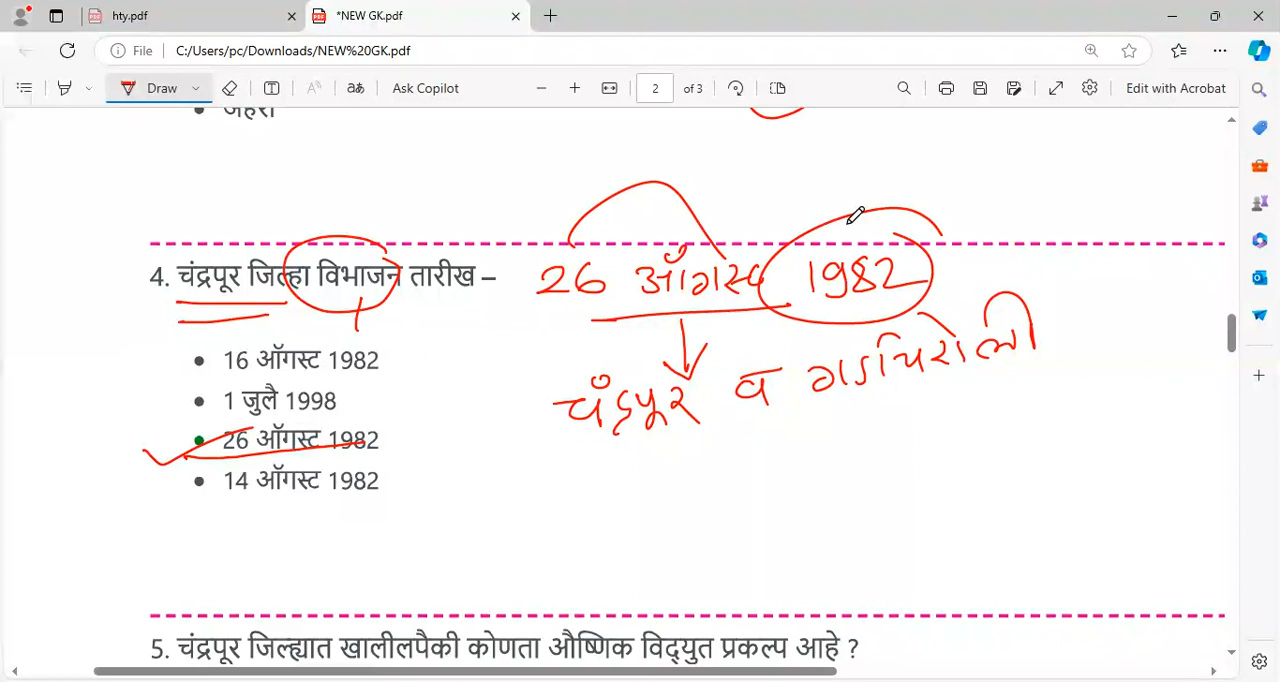 hty.pdf
*NEW GK.pdf
File C:/Users/pc/Downloads/NEW%20GK.pdf
Draw Ask Copilot 2 of 3 Edit with Acrobat
4. चंद्रपूर जिल्हा विभाजन तारीख – 26 ऑगस्ट 1982
चंद्रपूर व गडचिरोली
16 ऑगस्ट 1982
1 जुलै 1998
26 ऑगस्ट 1982
14 ऑगस्ट 1982
5. चंद्रपूर जिल्ह्यात खालीलपैकी कोणता औष्णिक विद्युत प्रकल्प आहे ?